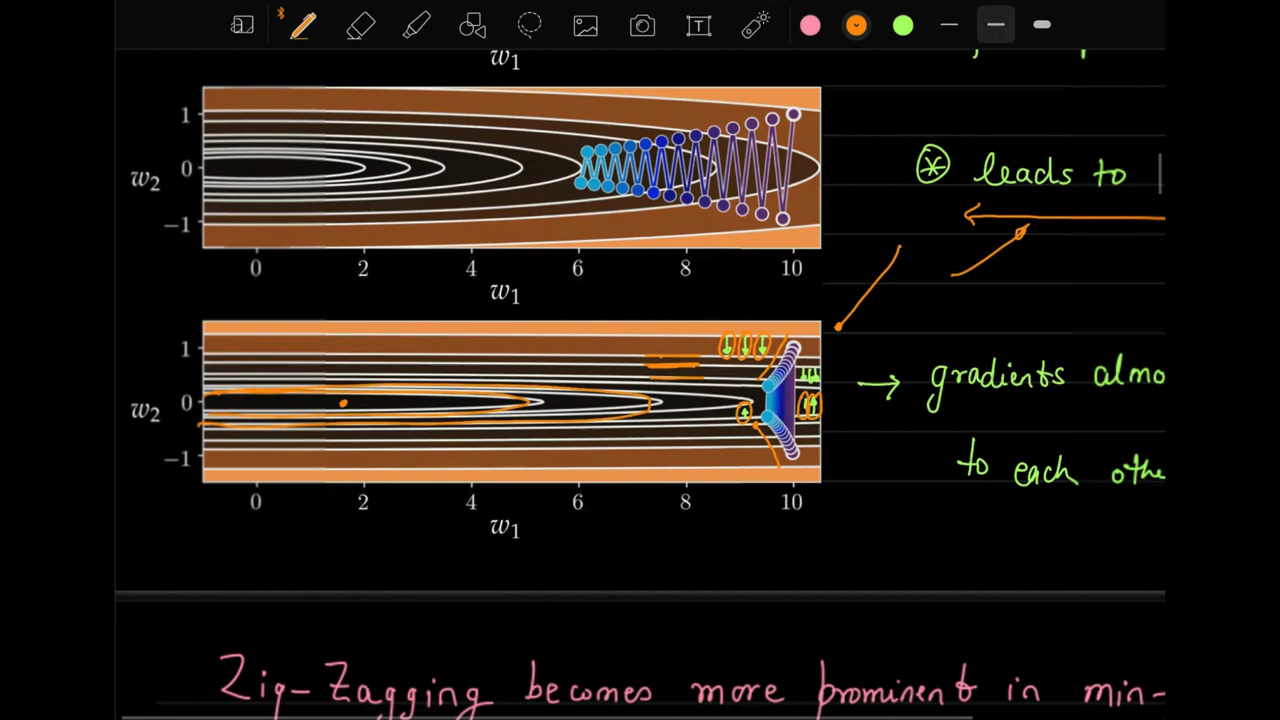 T
w1
1
w2 0
−1
0 2 4 6 8 10
w1
leads to
1
w2 0
−1
0 2 4 6 8 10
w1
→ gradients almo
to each othe
Zig-Zagging becomes more prominent in min-